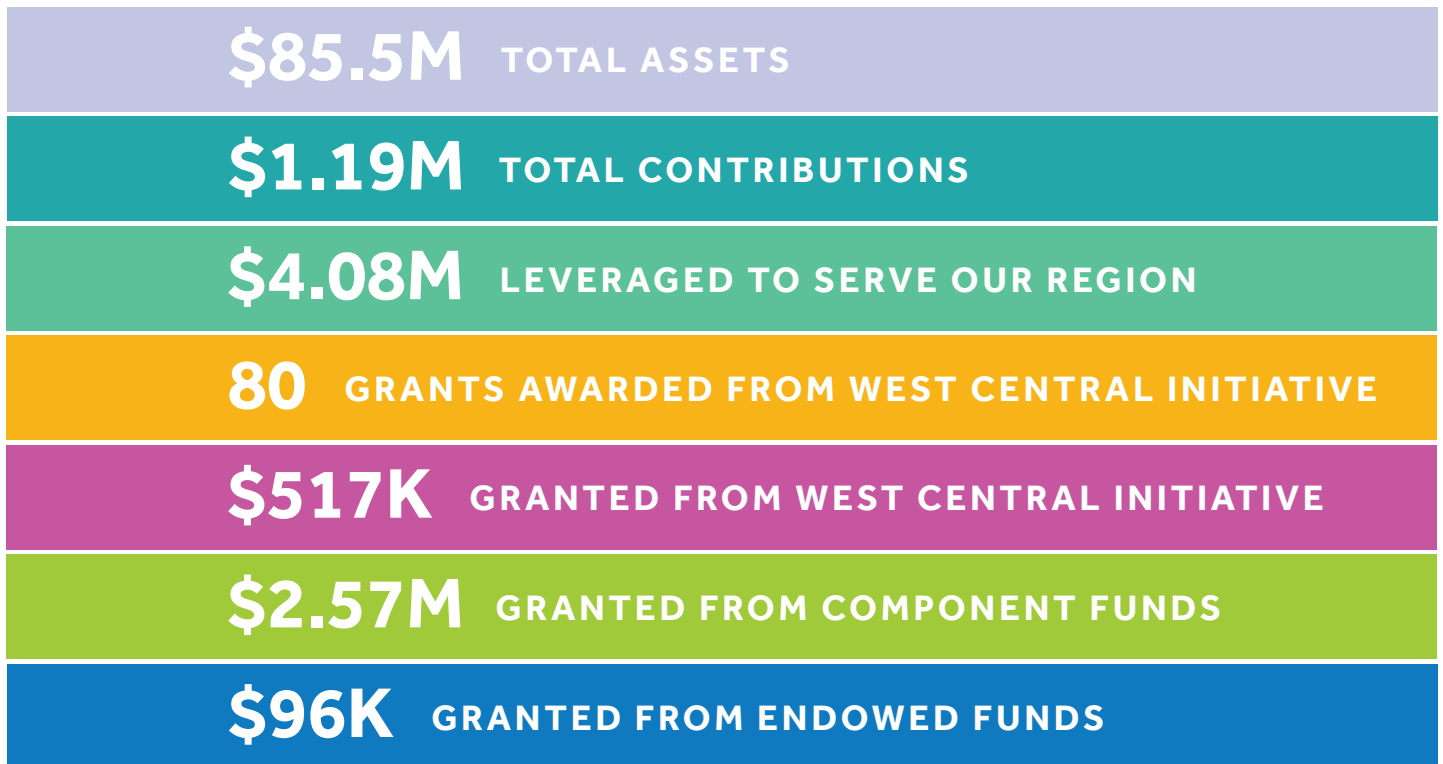 $85.5M TOTAL ASSETS
$1.19M TOTAL CONTRIBUTIONS
$4.08M LEVERAGED TO SERVE OUR REGION
80 GRANTS AWARDED FROM WEST CENTRAL INITIATIVE
$517K GRANTED FROM WEST CENTRAL INITIATIVE
$2.57M GRANTED FROM COMPONENT FUNDS
$96K GRANTED FROM ENDOWED FUNDS